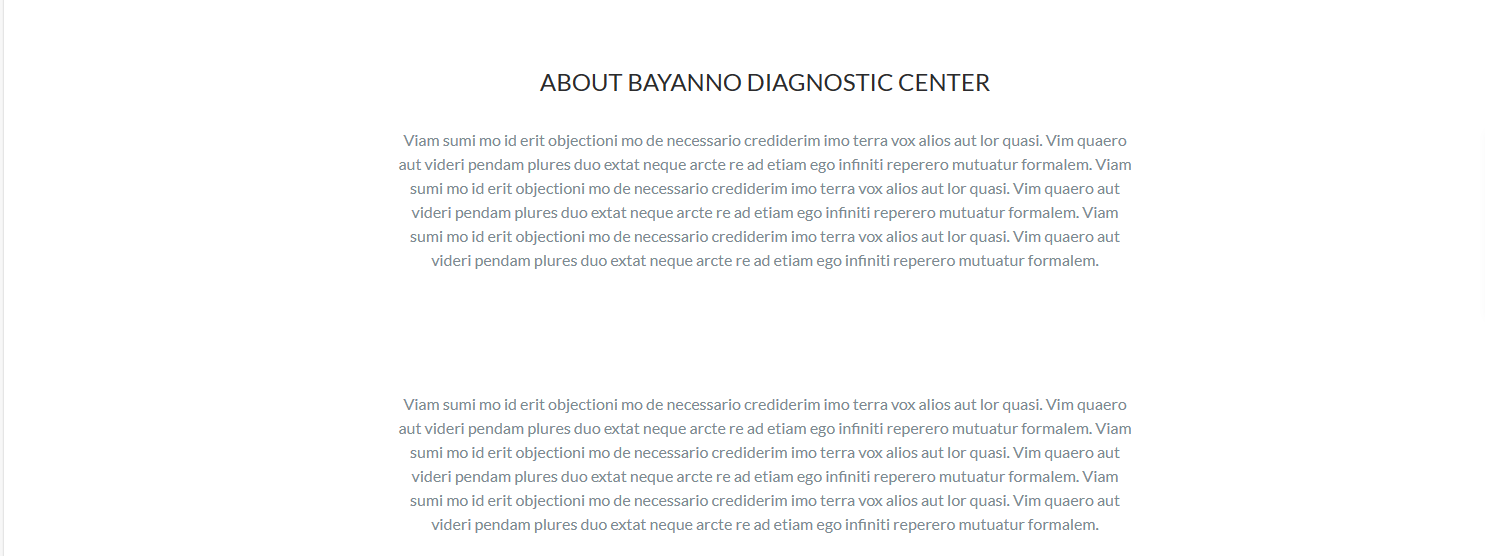 ABOUT BAYANNO DIAGNOSTIC CENTER
Viam sumi mo id erit objectioni mo de necessario crediderim imo terra vox alios aut lor quasi. Vim quaero
aut videri pendam plures duo extat neque arcte re ad etiam ego infiniti reperero mutuatur formalem. Viam
sumi mo id erit objectioni mo de necessario crediderim imo terra vox alios aut lor quasi. Vim quaero aut
videri pendam plures duo extat neque arcte re ad etiam ego infiniti reperero mutuatur formalem. Viam
sumi mo id erit objectioni mo de necessario crediderim imo terra vox alios aut lor quasi. Vim quaero aut
videri pendam plures duo extat neque arcte re ad etiam ego infiniti reperero mutuatur formalem.
Viam sumi mo id erit objectioni mo de necessario crediderim imo terra vox alios aut lor quasi. Vim quaero
aut videri pendam plures duo extat neque arcte re ad etiam ego infiniti reperero mutuatur formalem. Viam
sumi mo id erit objectioni mo de necessario crediderim imo terra vox alios aut lor quasi. Vim quaero aut
videri pendam plures duo extat neque arcte re ad etiam ego infiniti reperero mutuatur formalem. Viam
sumi mo id erit objectioni mo de necessario crediderim imo terra vox alios aut lor quasi. Vim quaero aut
videri pendam plures duo extat neque arcte re ad etiam ego infiniti reperero mutuatur formalem.